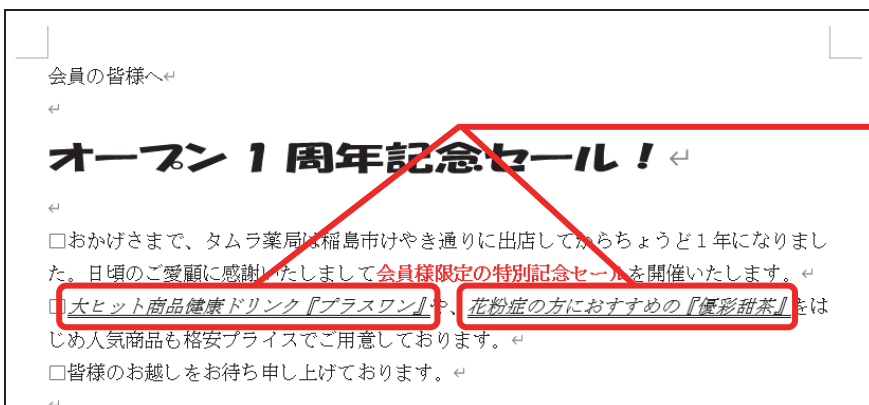 会員の皆様へ↵
↵
オープン 1 周年記念セール！↵
↵
□おかげさまで、タムラ薬局は稲島市けやき通りに出店してからちょうど１年になりまし
た。日頃のご愛顧に感謝いたしまして会員様限定の特別記念セールを開催いたします。↵
□大ヒット商品健康ドリンク『プラスワン』や、花粉症の方におすすめの『優彩甜茶』をは
じめ人気商品も格安プライスでご用意しております。↵
□皆様のお越しをお待ち申し上げております。↵
↵